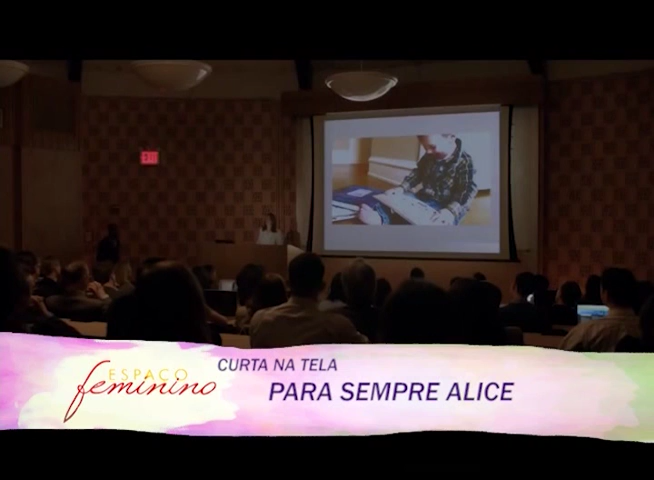 EXIT
ESPAÇO
feminino
CURTA NA TELA
PARA SEMPRE ALICE